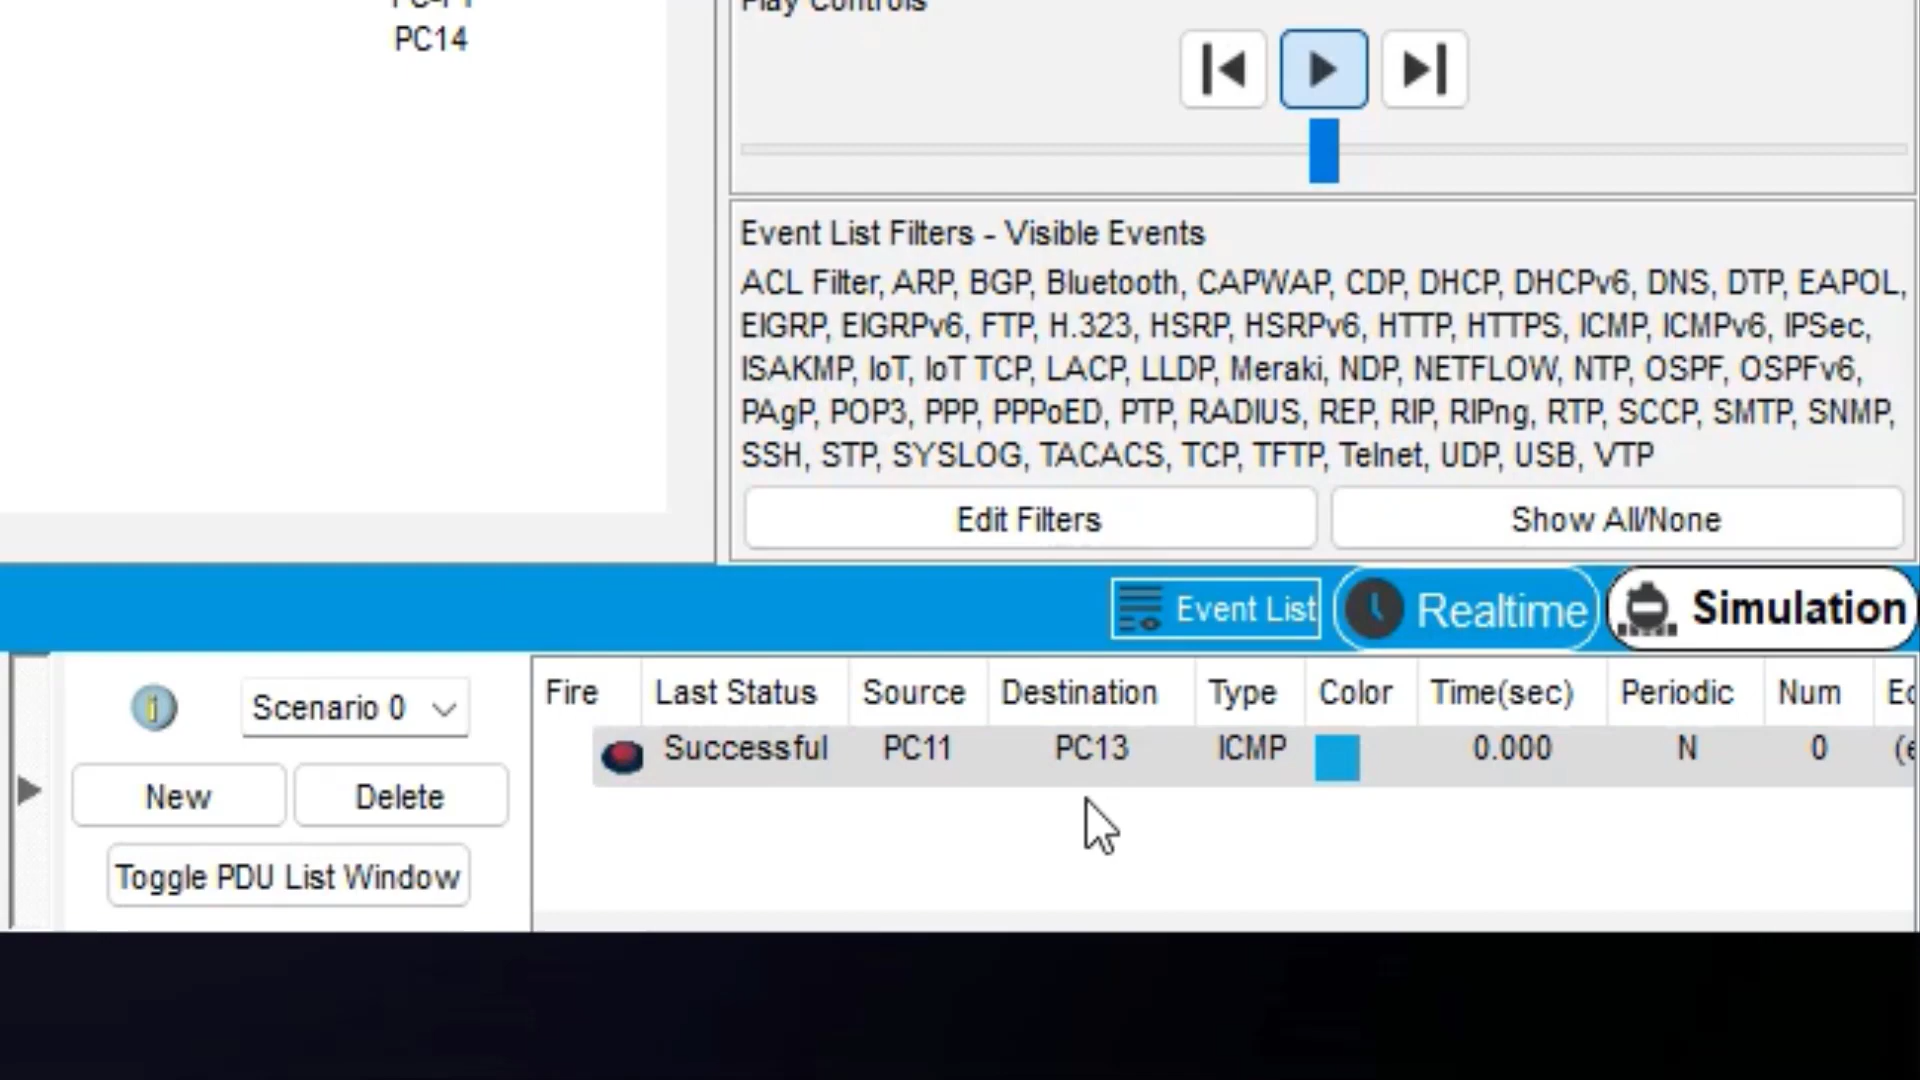 Play Controls
PC14
Event List Filters - Visible Events
ACL Filter, ARP, BGP, Bluetooth, CAPWAP, CDP, DHCP, DHCPv6, DNS, DTP, EAPOL,
EIGRP, EIGRPv6, FTP, H.323, HSRP, HSRPv6, HTTP, HTTPS, ICMP, ICMPv6, IPSec,
ISAKMP, IoT, IoT TCP, LACP, LLDP, Meraki, NDP, NETFLOW, NTP, OSPF, OSPFv6,
PAgP, POP3, PPP, PPPoED, PTP, RADIUS, REP, RIP, RIPng, RTP, SCCP, SMTP, SNMP,
SSH, STP, SYSLOG, TACACS, TCP, TFTP, Telnet, UDP, USB, VTP
Edit Filters Show All/None
Event List Realtime Simulation
Scenario 0
New Delete
Toggle PDU List Window
Fire Last Status Source Destination Type Color Time(sec) Periodic Num
Successful PC11 PC13 ICMP 0.000 N 0